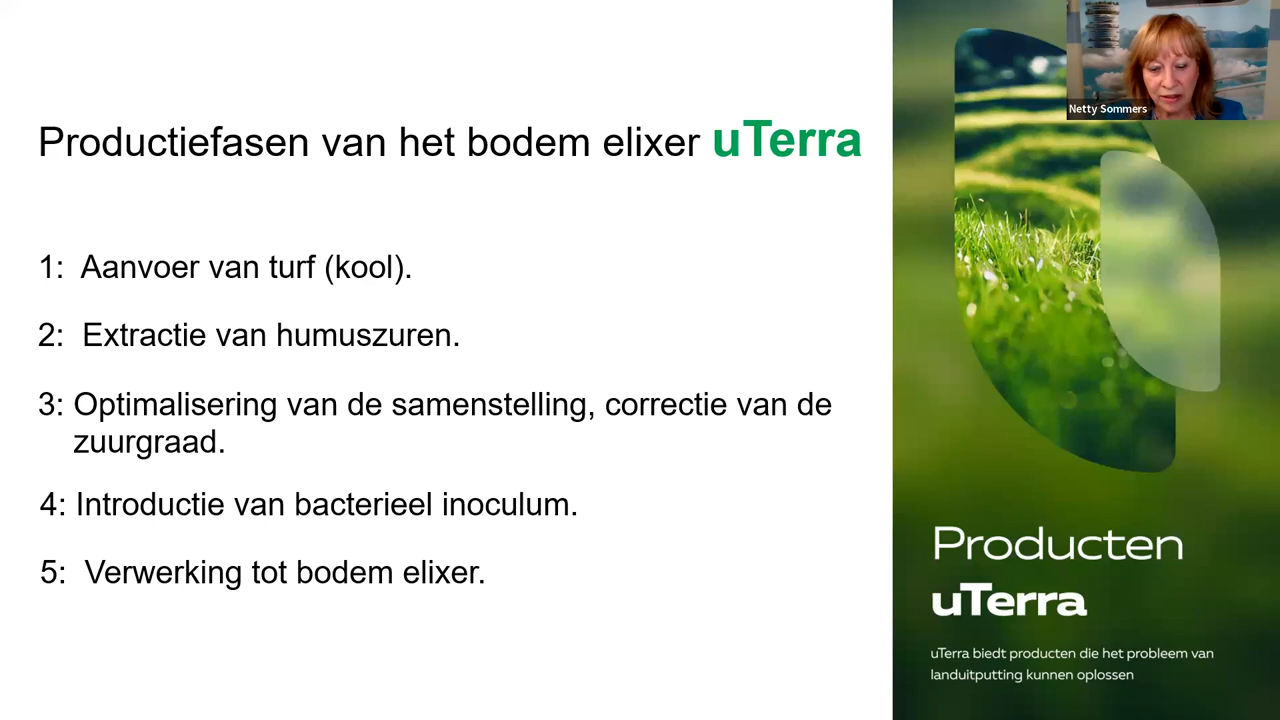 Productiefasen van het bodem elixer uTerra
1: Aanvoer van turf (kool).
2: Extractie van humuszuren.
3: Optimalisering van de samenstelling, correctie van de
zuurgraad.
4: Introductie van bacterieel inoculum.
5: Verwerking tot bodem elixer.
Netty Sommers
Producten
uTerra
uTerra biedt producten die het probleem van
landuitputting kunnen oplossen